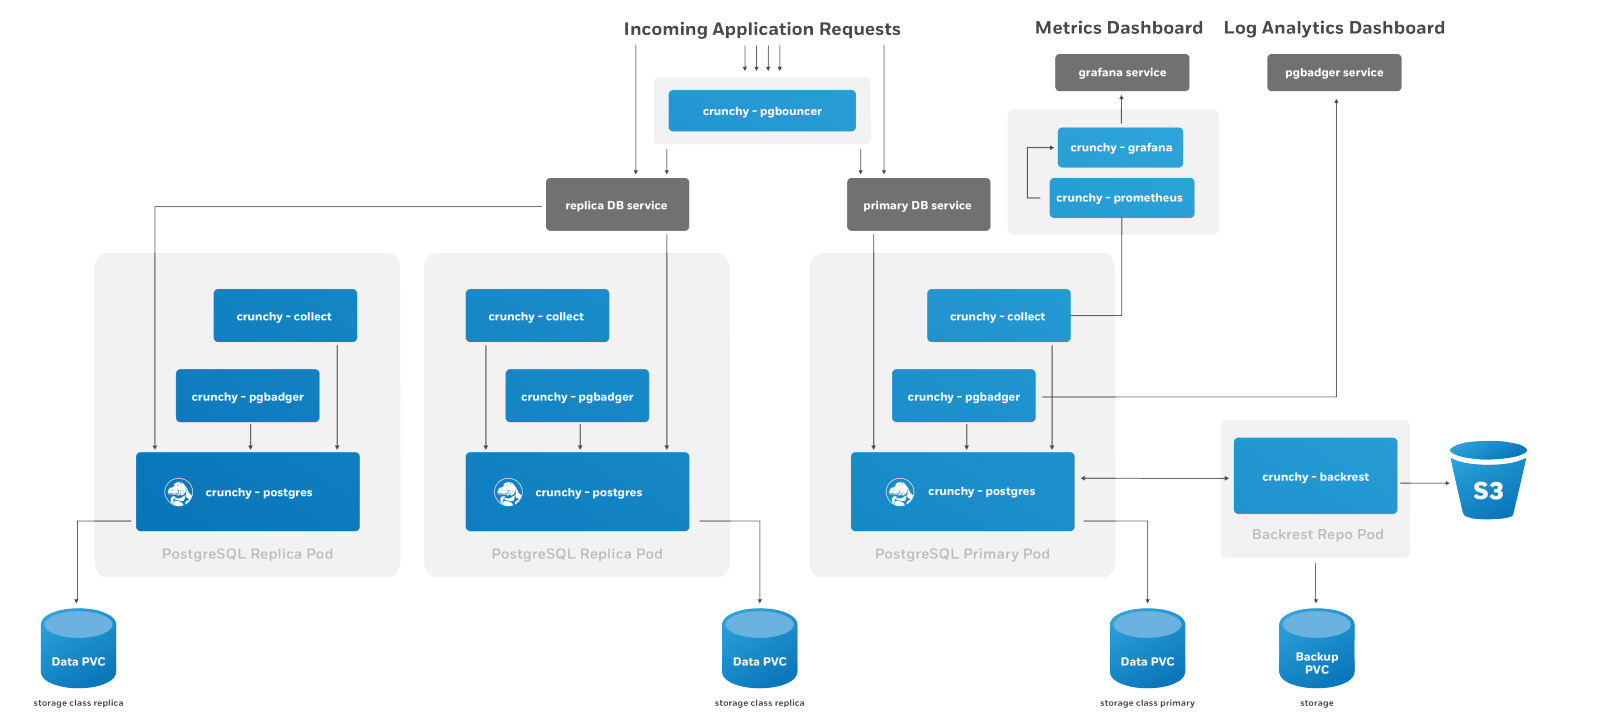 Incoming Application Requests
Metrics Dashboard
Log Analytics Dashboard
grafana service
pgbadger service
crunchy - pgbouncer
crunchy - grafana
crunchy - prometheus
replica DB service
primary DB service
crunchy - collect
crunchy - collect
crunchy - collect
crunchy - pgbadger
crunchy - pgbadger
crunchy - pgbadger
crunchy - postgres
crunchy - postgres
crunchy - postgres
crunchy - backrest
S3
PostgreSQL Replica Pod
PostgreSQL Replica Pod
PostgreSQL Primary Pod
Backrest Repo Pod
Data PVC
Data PVC
Data PVC
Backup
PVC
storage class replica
storage class replica
storage class primary
storage